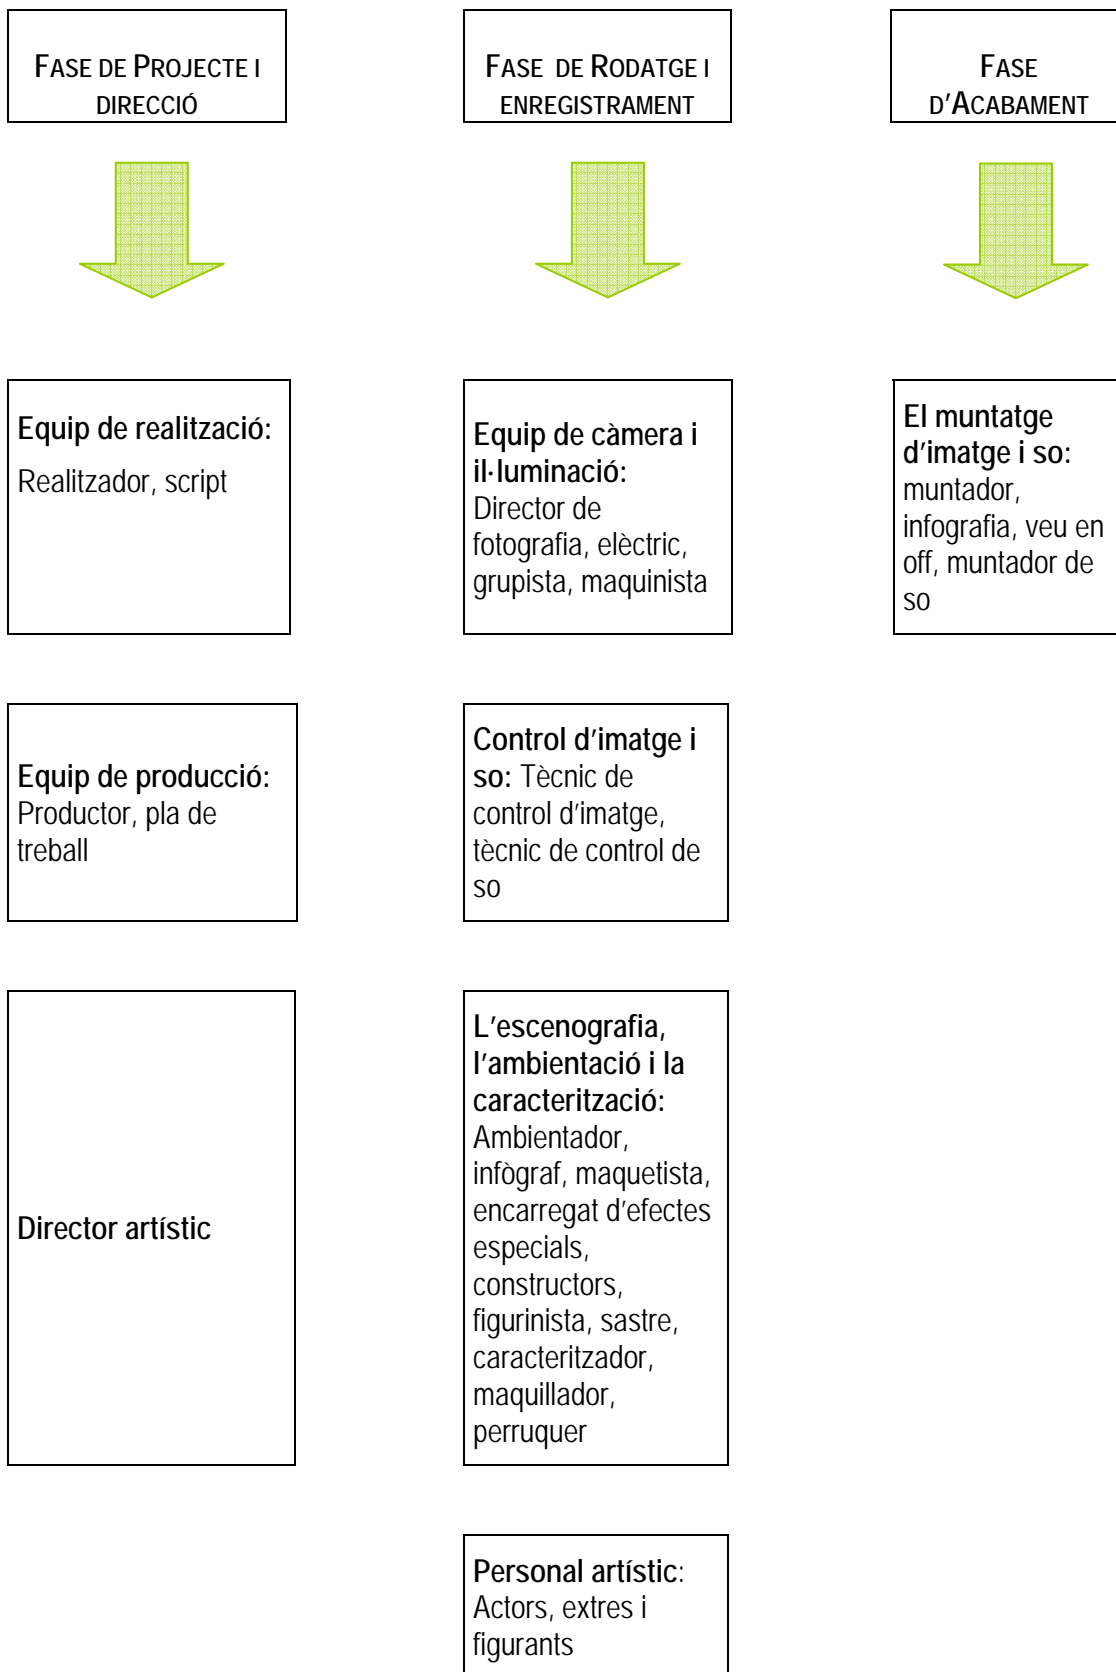 FASE DE PROJECTE I
DIRECCIÓ
FASE DE RODATGE I
ENREGISTRAMENT
FASE
D’ACABAMENT
Equip de realització:
Realitzador, script
Equip de càmera i
il·luminació:
Director de
fotografia, elèctric,
grupista, maquinista
El muntatge
d’imatge i so:
muntador,
infografia, veu en
off, muntador de
so
Equip de producció:
Productor, pla de
treball
Control d’imatge i
so: Tècnic de
control d’imatge,
tècnic de control de
so
Director artístic
L’escenografia,
l’ambientació i la
caracterització:
Ambientador,
infògraf, maquetista,
encarregat d’efectes
especials,
constructors,
figurinista, sastre,
caracteritzador,
maquillador,
perruquer
Personal artístic:
Actors, extres i
figurants